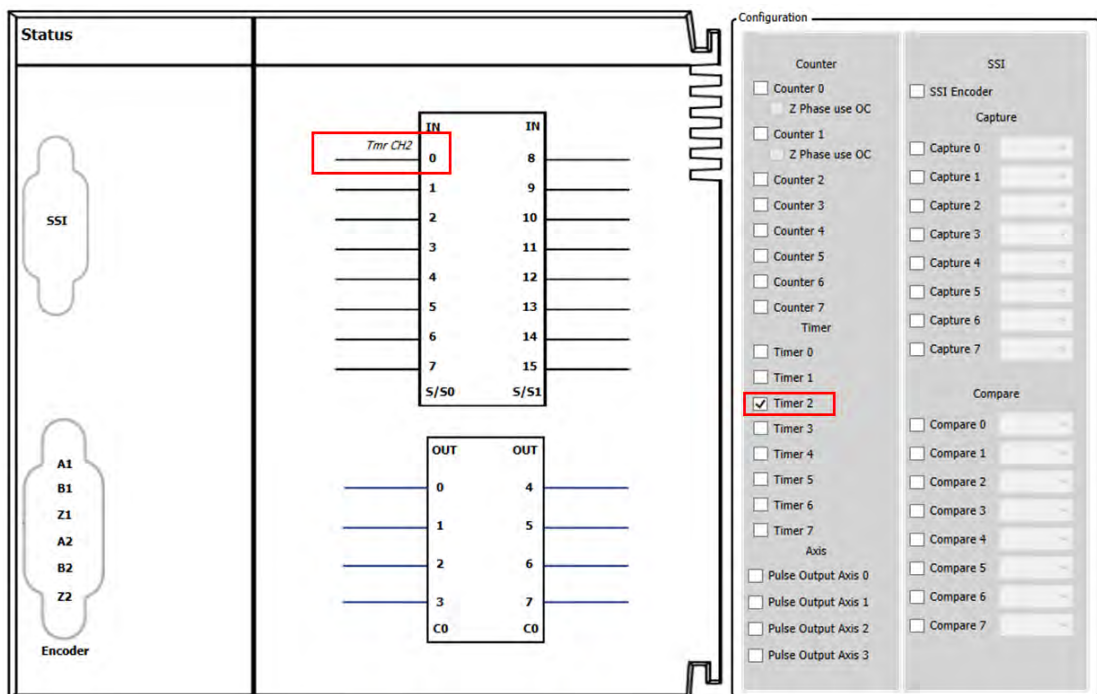 Status
SSI
A1
B1
Z1
A2
B2
Z2
Encoder
IN IN
Tmr CH2
0 8
1 9
2 10
3 11
4 12
5 13
6 14
7 15
S/S0 S/S1
OUT OUT
0 4
1 5
2 6
3 7
C0 C0
Configuration
Counter
Counter 0
Z Phase use OC
Counter 1
Z Phase use OC
Counter 2
Counter 3
Counter 4
Counter 5
Counter 6
Counter 7
Timer
Timer 0
Timer 1
Timer 2
Timer 3
Timer 4
Timer 5
Timer 6
Timer 7
Axis
Pulse Output Axis 0
Pulse Output Axis 1
Pulse Output Axis 2
Pulse Output Axis 3
SSI
SSI Encoder
Capture
Capture 0
Capture 1
Capture 2
Capture 3
Capture 4
Capture 5
Capture 6
Capture 7
Compare
Compare 0
Compare 1
Compare 2
Compare 3
Compare 4
Compare 5
Compare 6
Compare 7